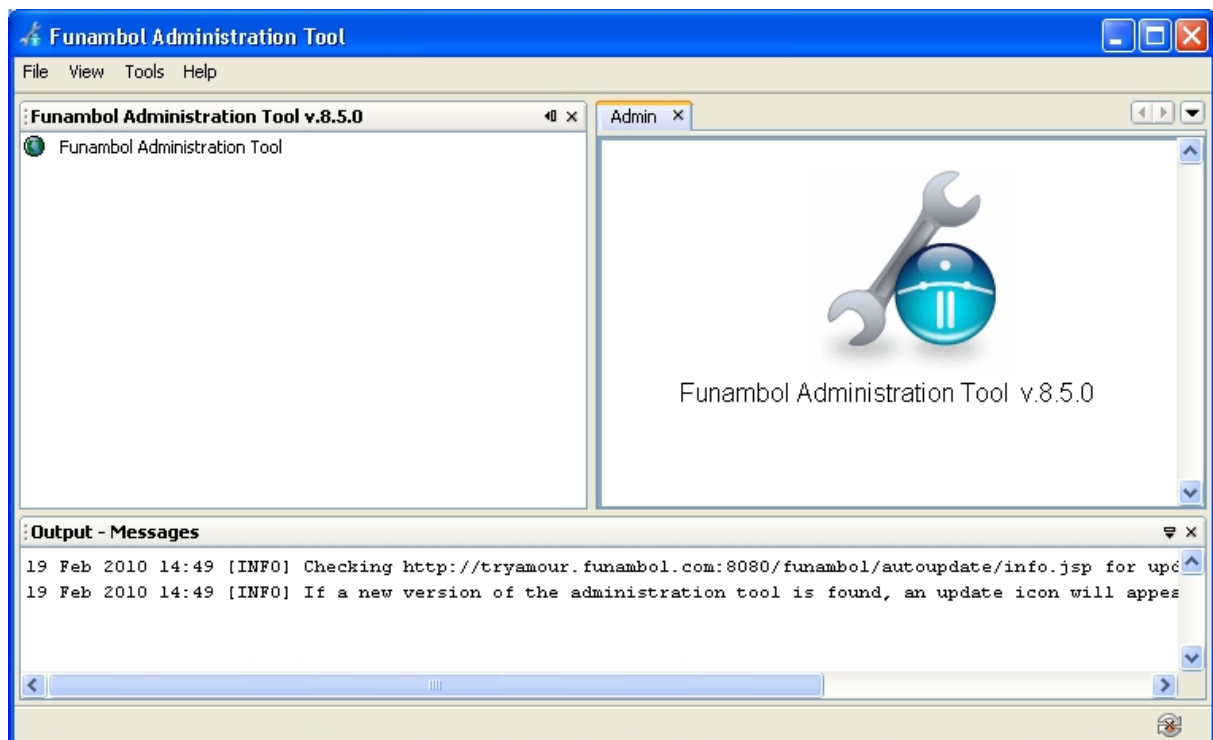 Funambol Administration Tool
File View Tools Help
Funambol Administration Tool v.8.5.0
Funambol Administration Tool
Admin
Funambol Administration Tool v.8.5.0
Output - Messages
19 Feb 2010 14:49 [INFO] Checking http://tryamour.funambol.com:8080/funambol/autoupdate/info.jsp for upd
19 Feb 2010 14:49 [INFO] If a new version of the administration tool is found, an update icon will appea